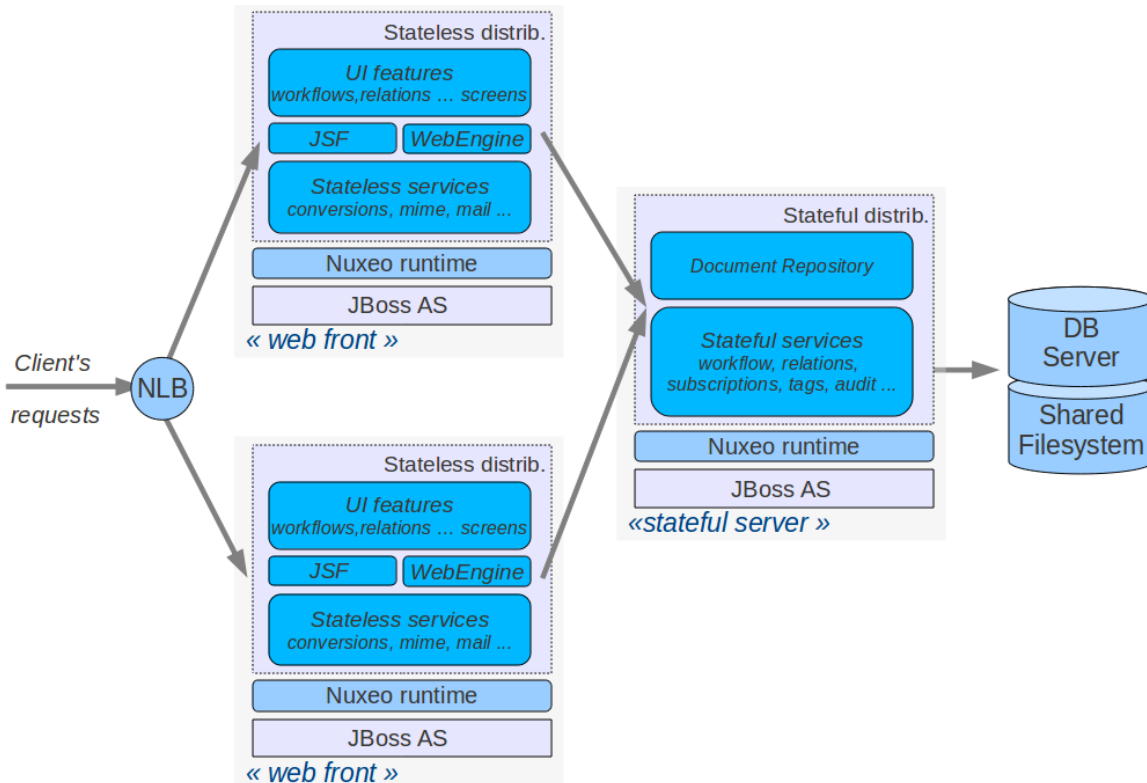 Client's
requests
NLB
Stateless distrib.
UI features
workflows,relations ... screens
JSF
WebEngine
Stateless services
conversions, mime, mail ...
Nuxeo runtime
JBoss AS
« web front »
Stateless distrib.
UI features
workflows,relations ... screens
JSF
WebEngine
Stateless services
conversions, mime, mail ...
Nuxeo runtime
JBoss AS
« web front »
Stateful distrib.
Document Repository
Stateful services
workflow, relations,
subscriptions, tags, audit ...
Nuxeo runtime
JBoss AS
«stateful server »
DB
Server
Shared
Filesystem